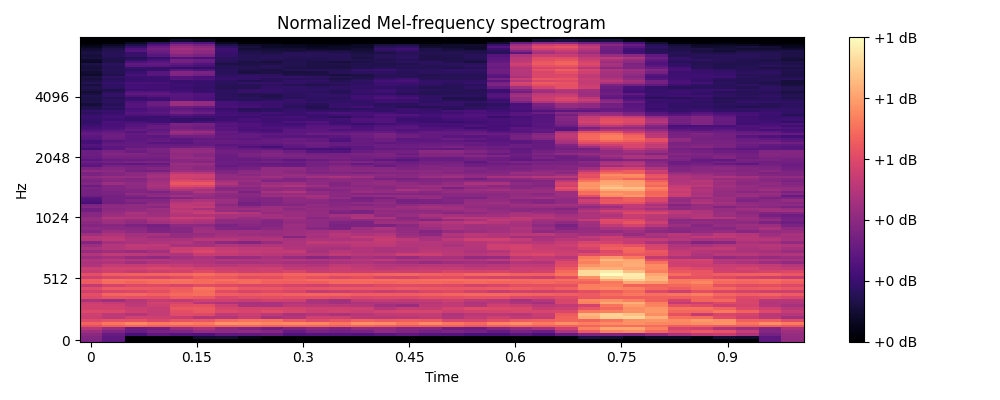 Normalized Mel-frequency spectrogram
Hz
4096
2048
1024
512
0
0 0.15 0.3 0.45 0.6 0.75 0.9
Time
+1 dB
+1 dB
+1 dB
+0 dB
+0 dB
+0 dB